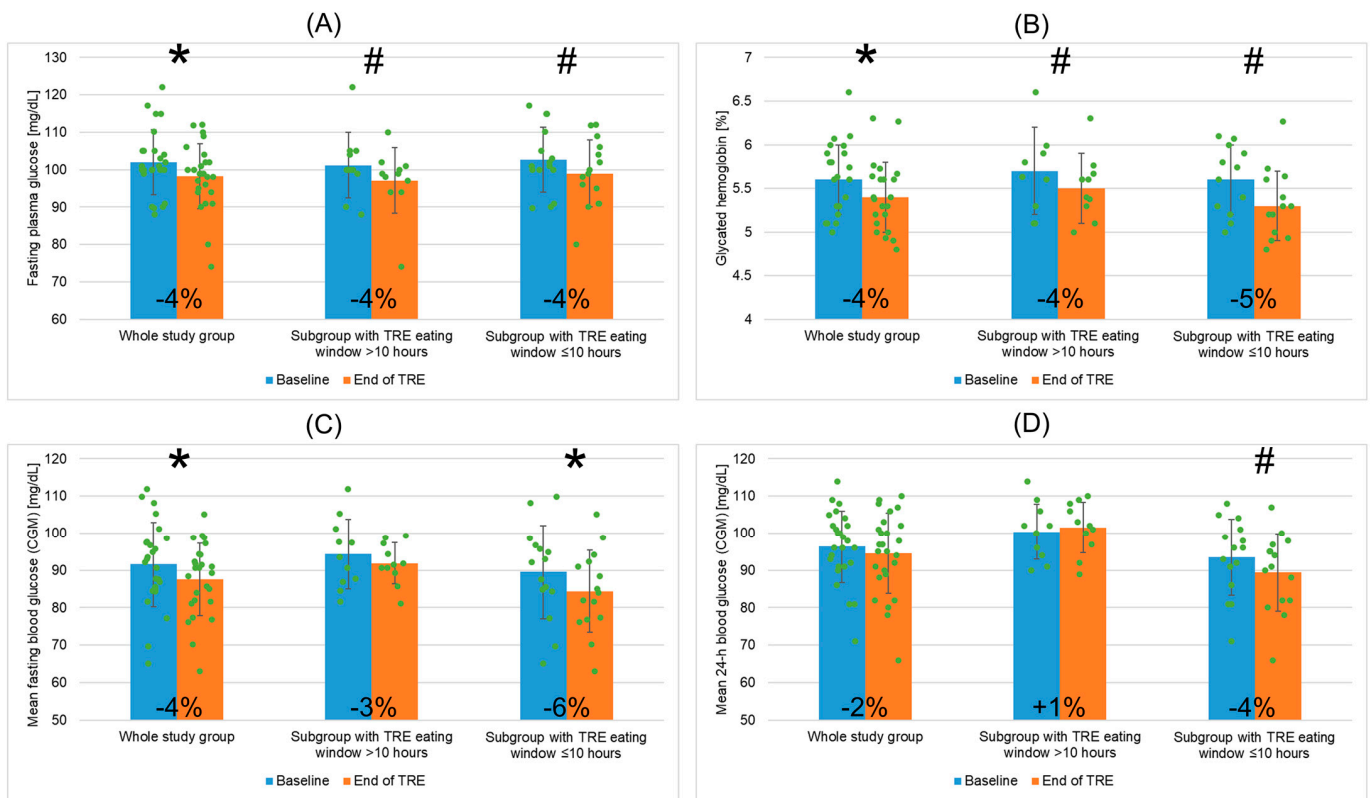 (A)
*
#
#
Fasting plasma glucose [mg/dL]
130
120
110
100
90
80
70
60
-4%
-4%
-4%
Whole study group
Subgroup with TRE eating
window >10 hours
Subgroup with TRE eating
window ≤10 hours
Baseline
End of TRE
(B)
*
#
#
Glycated hemoglobin [%]
7
6.5
6
5.5
5
4.5
4
-4%
-4%
-5%
Whole study group
Subgroup with TRE eating
window >10 hours
Subgroup with TRE eating
window ≤10 hours
Baseline
End of TRE
(C)
*
*
Mean fasting blood glucose (CGM) [mg/dL]
120
110
100
90
80
70
60
50
-4%
-3%
-6%
Whole study group
Subgroup with TRE eating
window >10 hours
Subgroup with TRE eating
window ≤10 hours
Baseline
End of TRE
(D)
#
Mean 24-h blood glucose (CGM) [mg/dL]
120
110
100
90
80
70
60
50
-2%
+1%
-4%
Whole study group
Subgroup with TRE eating
window >10 hours
Subgroup with TRE eating
window ≤10 hours
Baseline
End of TRE